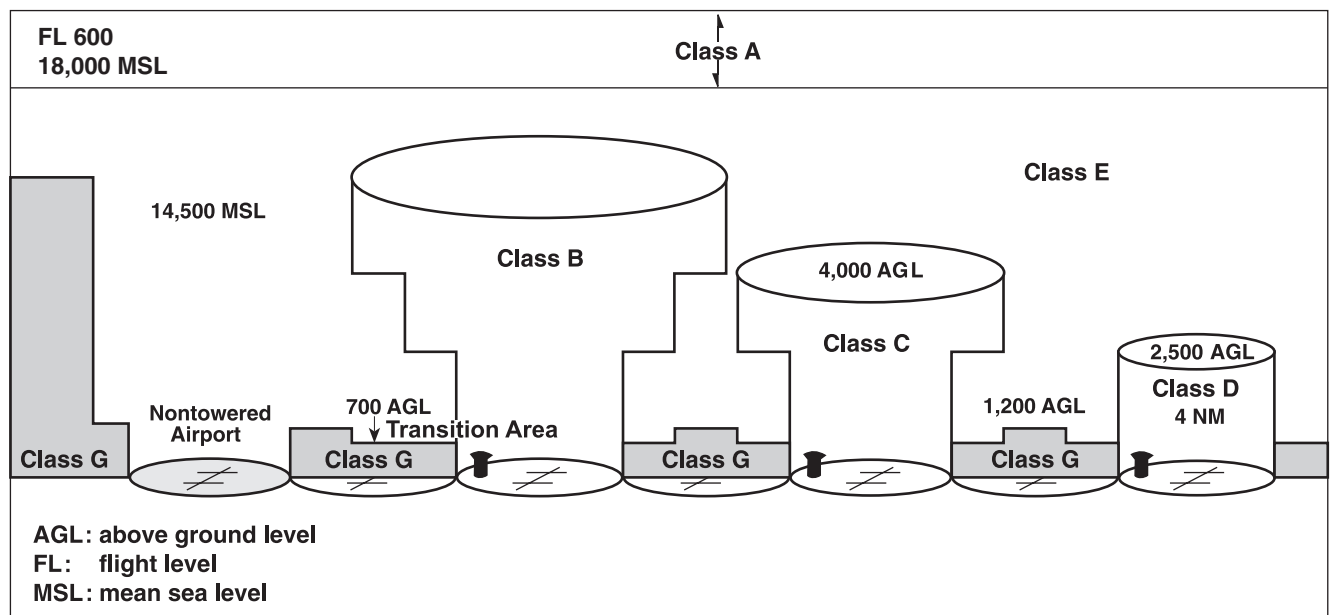 FL 600
18,000 MSL
Class A
Class E
14,500 MSL
Class B
4,000 AGL
Class C
2,500 AGL
Class D
4 NM
Nontowered
Airport
700 AGL
Transition Area
1,200 AGL
Class G
Class G
Class G
Class G
AGL: above ground level
FL: flight level
MSL: mean sea level